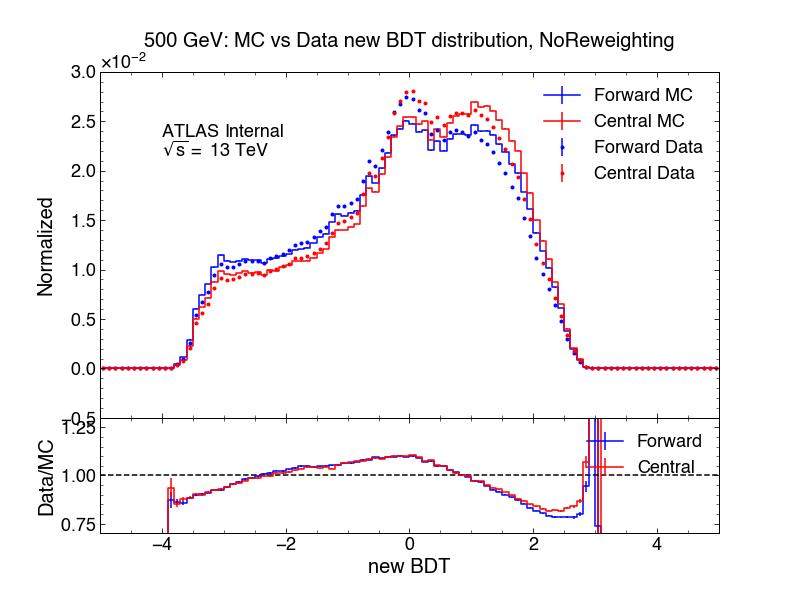 500 GeV: MC vs Data new BDT distribution, NoReweighting
×10⁻²
3.0
2.5
2.0
1.5
1.0
0.5
0.0
−0.5
Normalized
ATLAS Internal
√s = 13 TeV
Forward MC
Central MC
Forward Data
Central Data
1.25
1.00
0.75
Data/MC
Forward
Central
−4 −2 0 2 4
new BDT